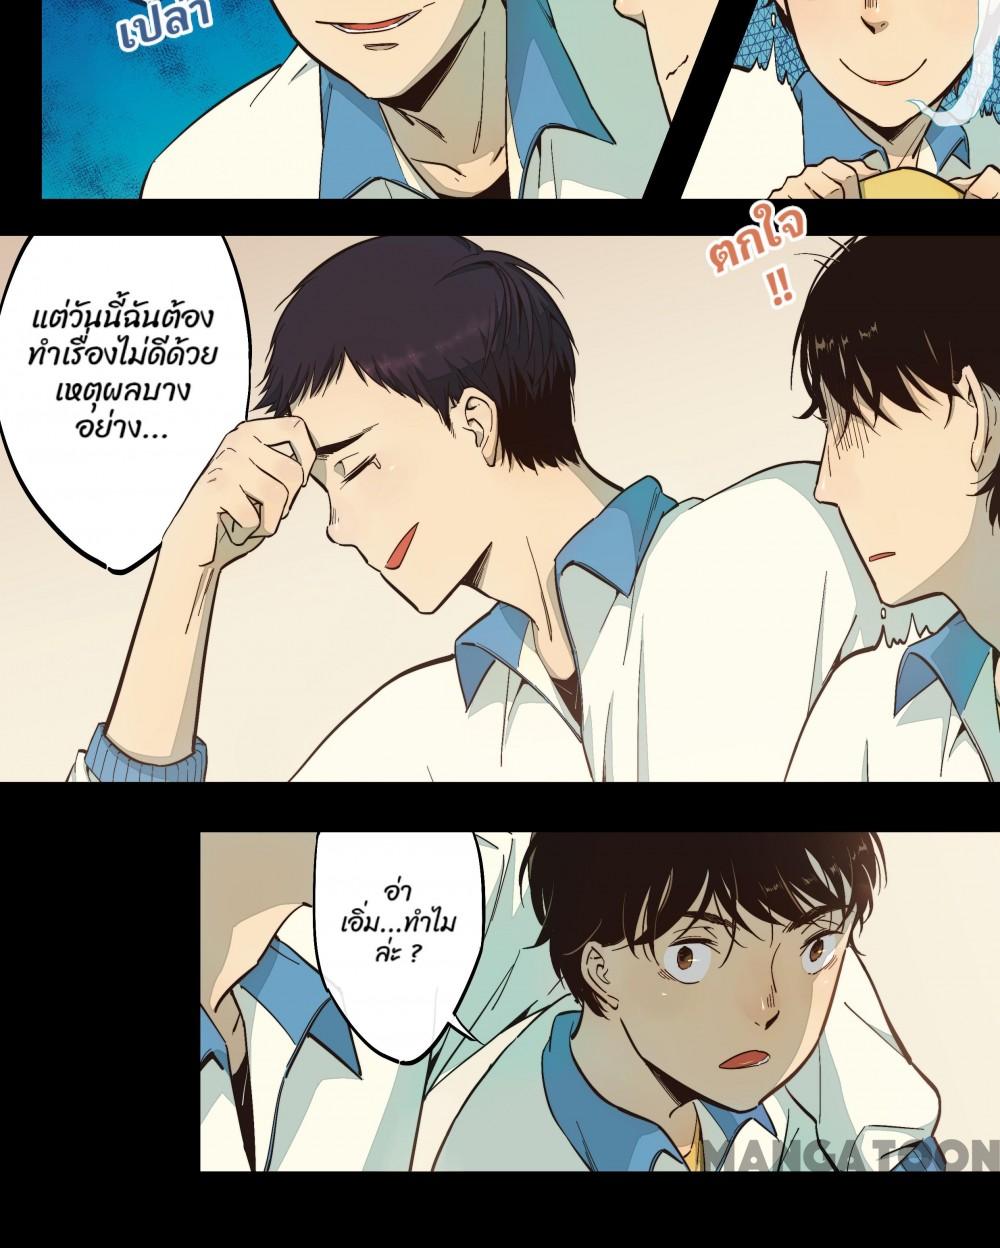 เปล่า
ตกใจ
!!
แต่วันนี้ฉันต้อง
ทำเรื่องไม่ดีด้วย
เหตุผลบาง
อย่าง...
อ่า
เอิ่ม...ทำไม
ล่ะ ?
MANGATOON